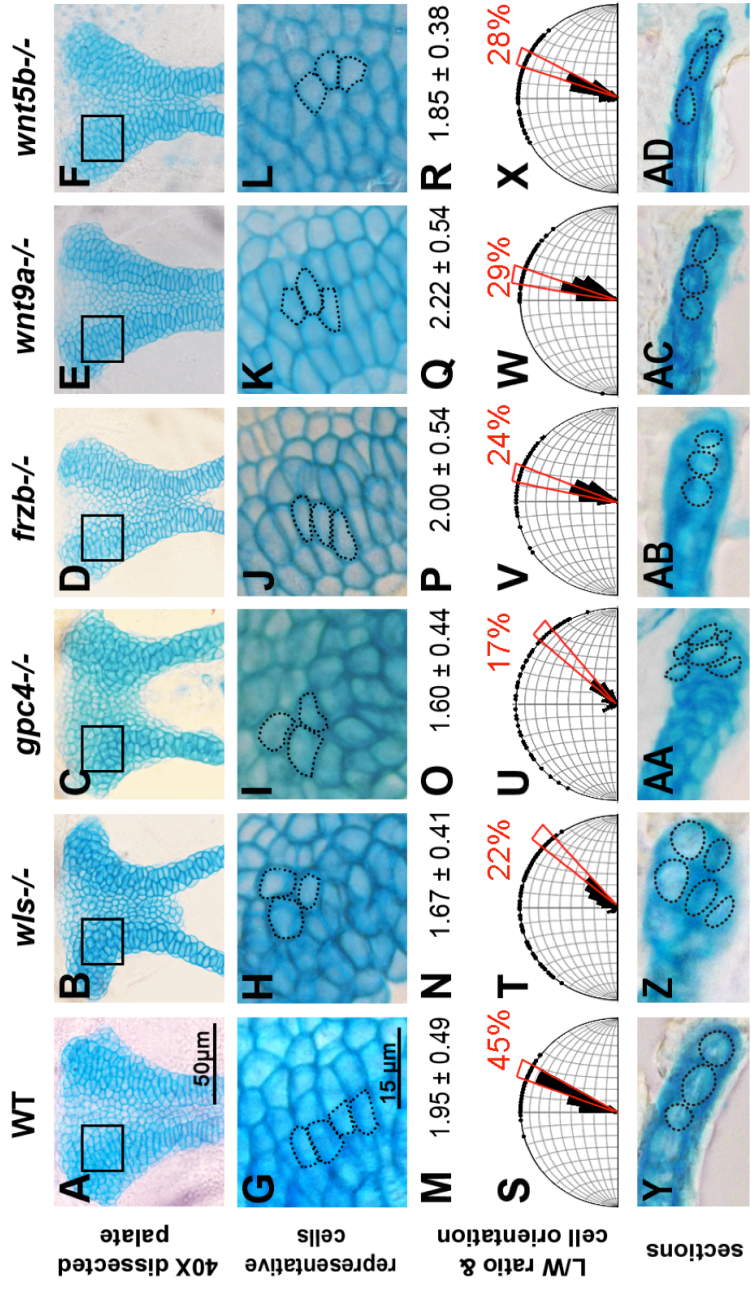 WT
wls-/-
gpc4-/-
frzb-/-
wnt9a-/-
wnt5b-/-
40X dissected
palate
A
50µm
B
C
D
E
F
representative
cells
G
15 µm
H
I
J
K
L
L/W ratio &
cell orientation
M 1.95 ± 0.49
N 1.67 ± 0.41
O 1.60 ± 0.44
P 2.00 ± 0.54
Q 2.22 ± 0.54
R 1.85 ± 0.38
S 45%
T 22%
U 17%
V 24%
W 29%
X 28%
sections
Y
Z
AA
AB
AC
AD